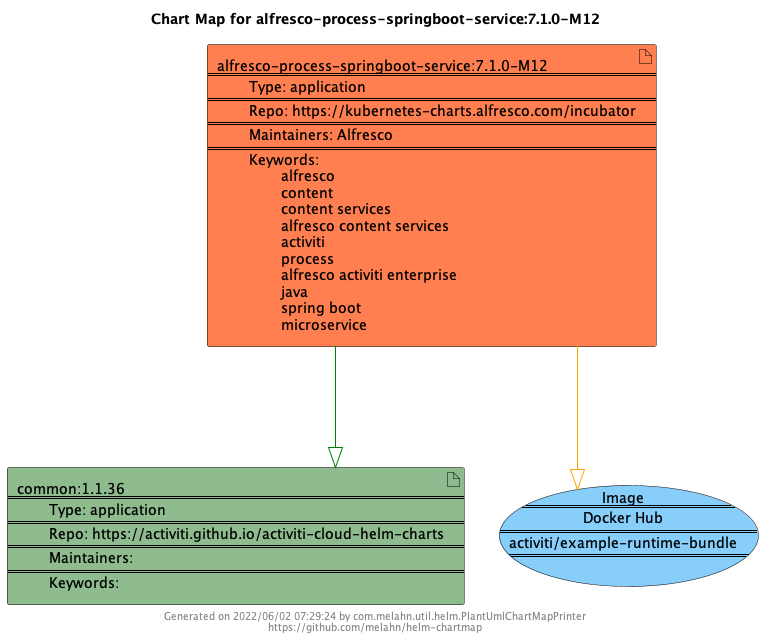 Chart Map for alfresco-process-springboot-service:7.1.0-M12
alfresco-process-springboot-service:7.1.0-M12
Type: application
Repo: https://kubernetes-charts.alfresco.com/incubator
Maintainers: Alfresco
Keywords:
alfresco
content
content services
alfresco content services
activiti
process
alfresco activiti enterprise
java
spring boot
microservice
common:1.1.36
Type: application
Repo: https://activiti.github.io/activiti-cloud-helm-charts
Maintainers:
Keywords:
Image
Docker Hub
activiti/example-runtime-bundle
Generated on 2022/06/02 07:29:24 by com.melahn.util.helm.PlantUmlChartMapPrinter
https://github.com/melahn/helm-chartmap